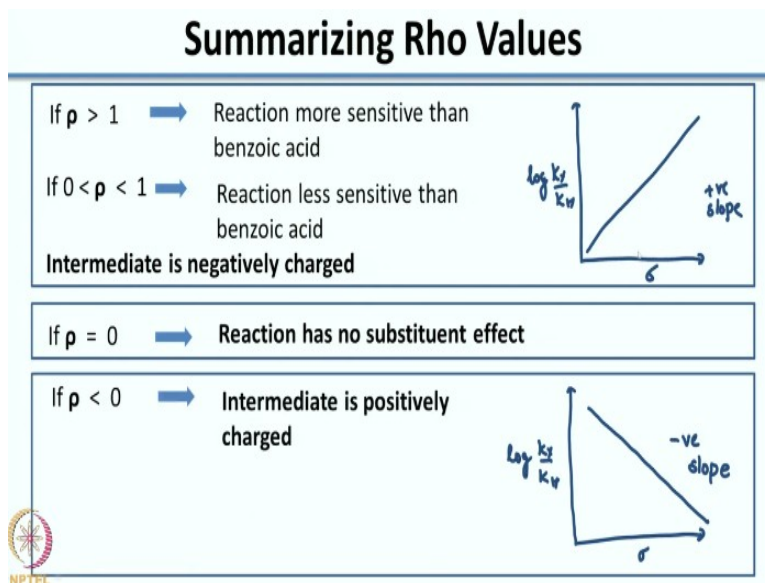 Summarizing Rho Values
If ρ > 1
Reaction more sensitive than
benzoic acid
If 0 < ρ < 1
Reaction less sensitive than
benzoic acid
Intermediate is negatively charged
log Kx/KH
+ve
slope
σ
If ρ = 0
Reaction has no substituent effect
If ρ < 0
Intermediate is positively
charged
log Kx/KH
-ve
slope
σ
NPTEL